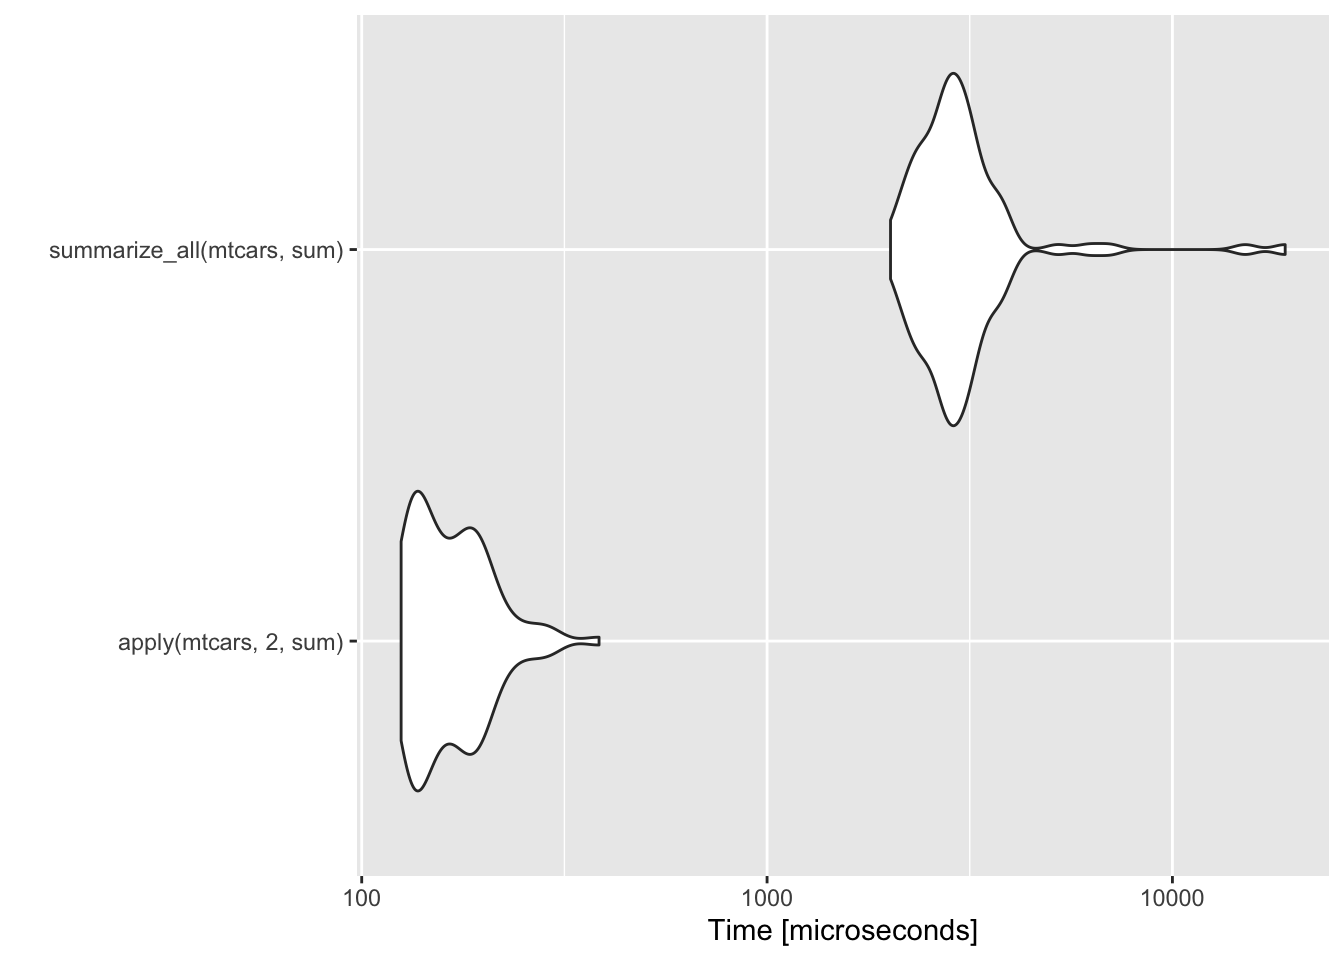 summarize_all(mtcars, sum)
apply(mtcars, 2, sum)
100
1000
10000
Time [microseconds]